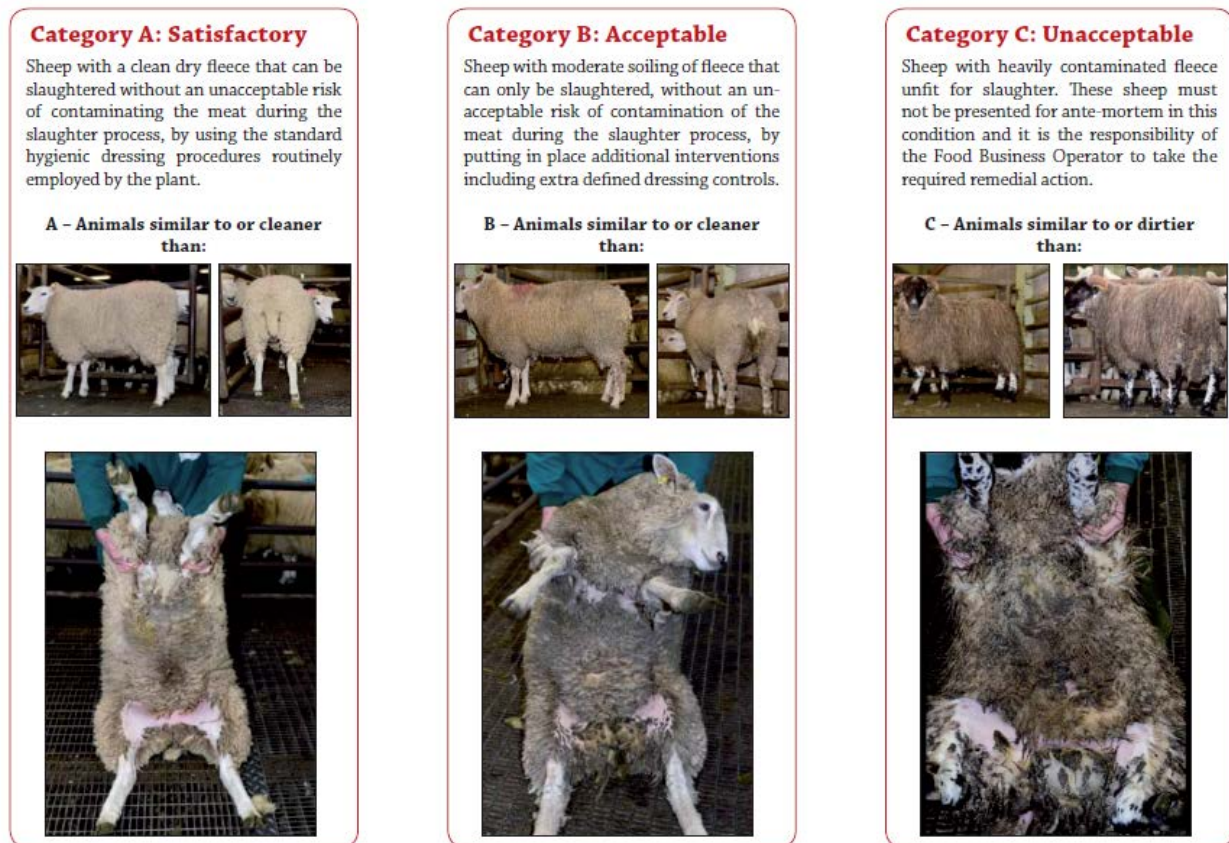 Category A: Satisfactory
Sheep with a clean dry fleece that can be
slaughtered without an unacceptable risk
of contaminating the meat during the
slaughter process, by using the standard
hygienic dressing procedures routinely
employed by the plant.
A – Animals similar to or cleaner
than:
Category B: Acceptable
Sheep with moderate soiling of fleece that
can only be slaughtered, without an un-
acceptable risk of contamination of the
meat during the slaughter process, by
putting in place additional interventions
including extra defined dressing controls.
B – Animals similar to or cleaner
than:
Category C: Unacceptable
Sheep with heavily contaminated fleece
unfit for slaughter. These sheep must
not be presented for ante-mortem in this
condition and it is the responsibility of
the Food Business Operator to take the
required remedial action.
C – Animals similar to or dirtier
than: